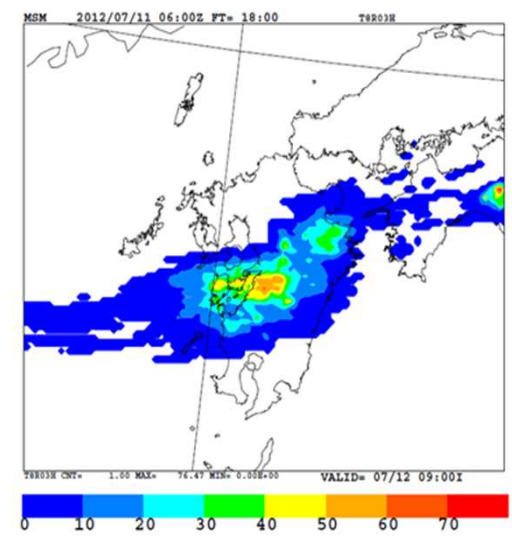 MSM 2012/07/11 06:00Z FT= 18:00 T8R03H
T8R03H CNT= 1.00 MAX= 76.47 MIN= 0.00E+00 VALID= 07/12 09:00I
0 10 20 30 40 50 60 70